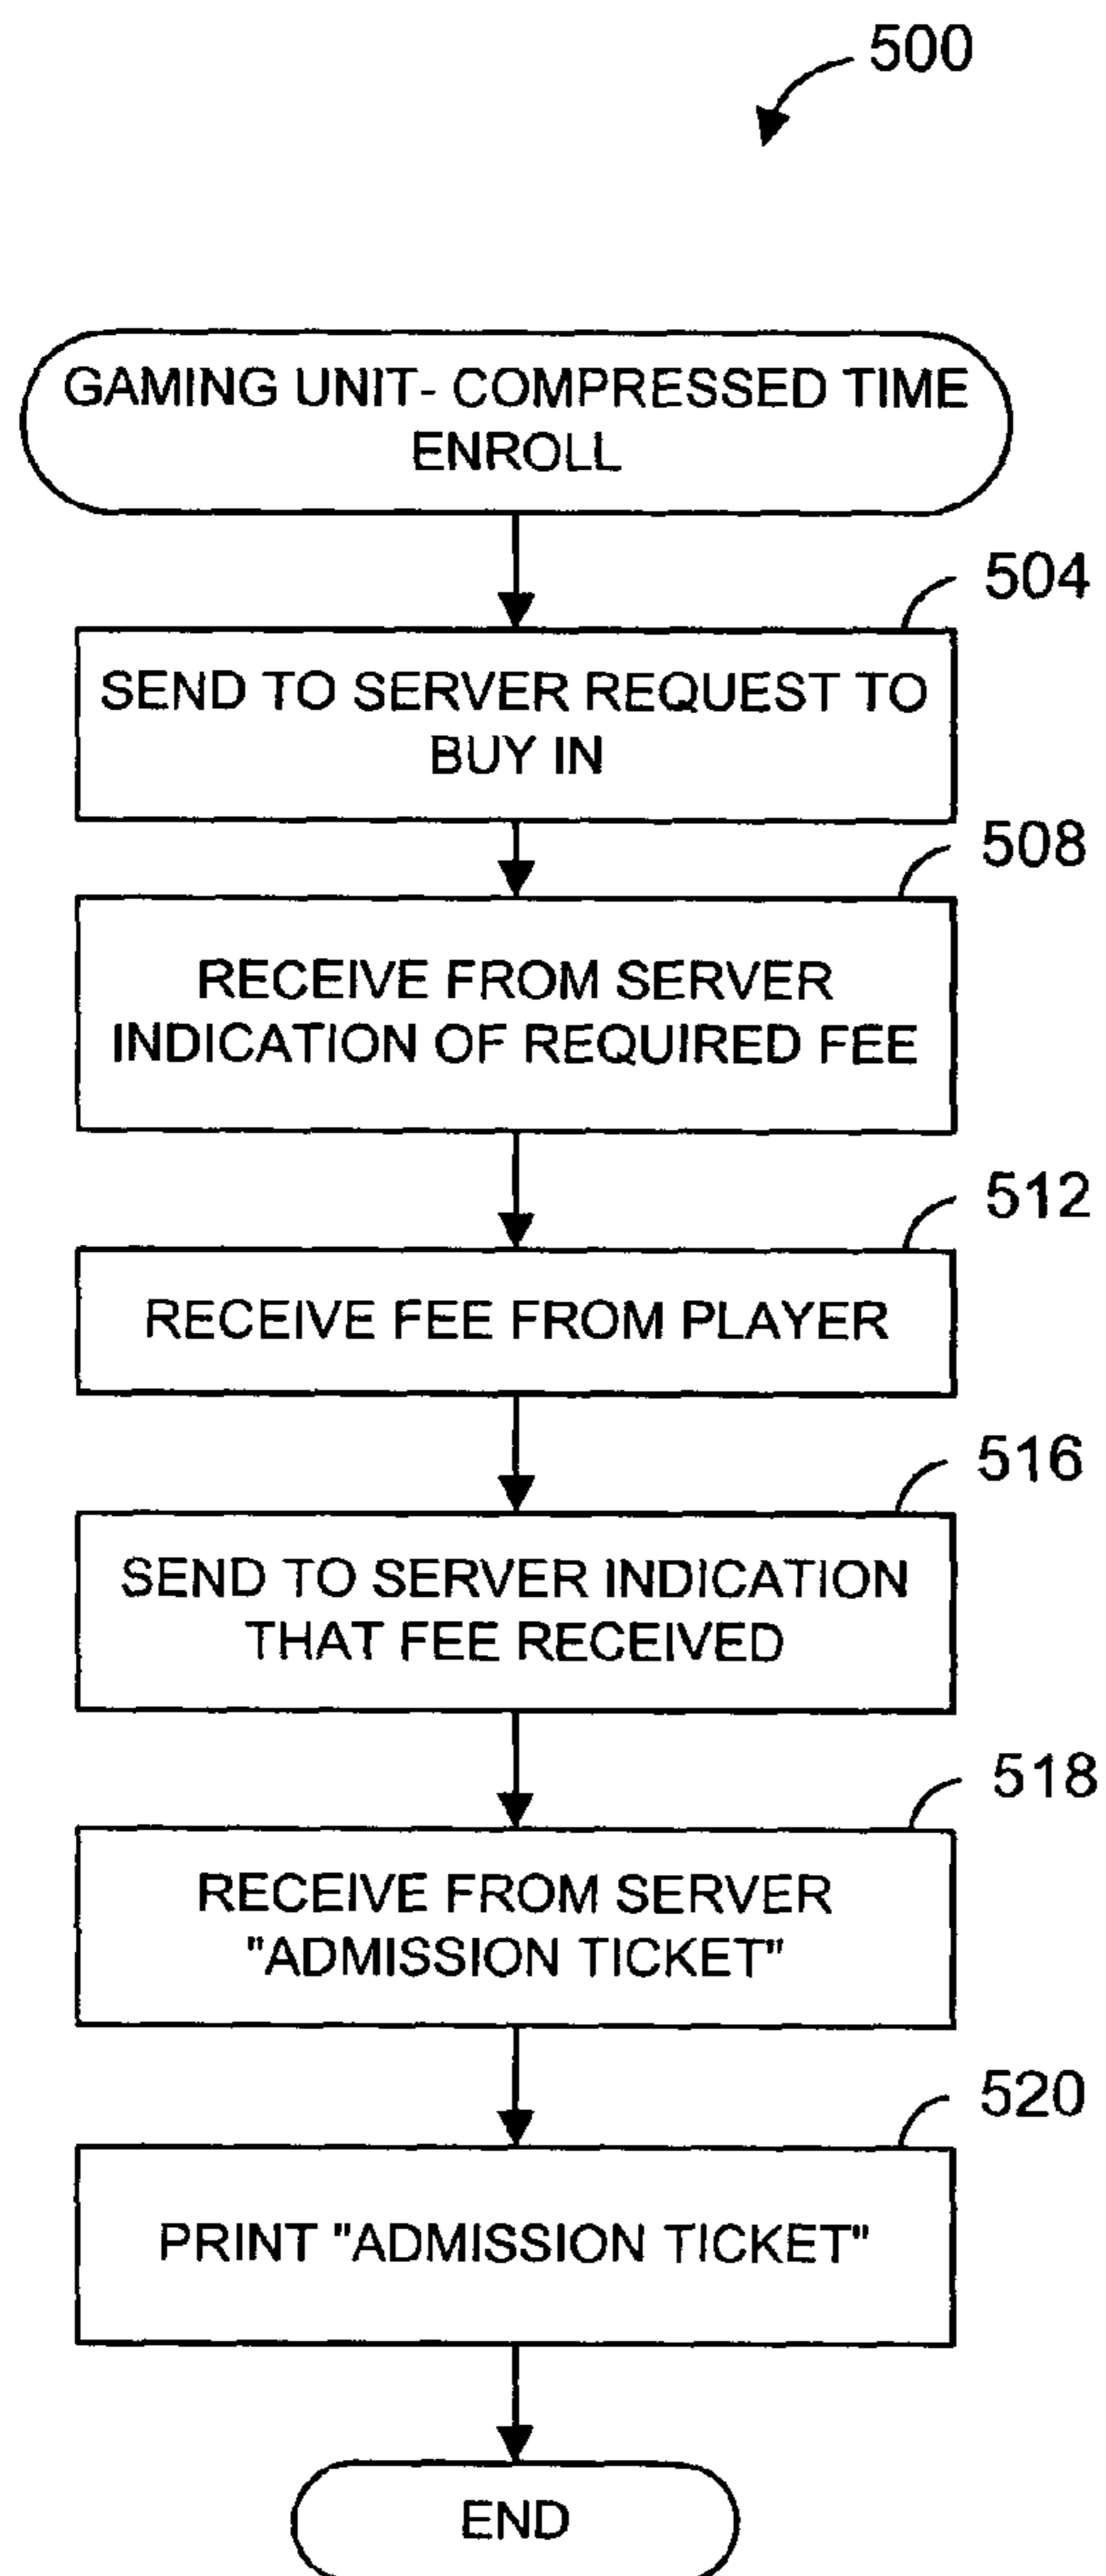 500
GAMING UNIT- COMPRESSED TIME
ENROLL
504
SEND TO SERVER REQUEST TO
BUY IN
508
RECEIVE FROM SERVER
INDICATION OF REQUIRED FEE
512
RECEIVE FEE FROM PLAYER
516
SEND TO SERVER INDICATION
THAT FEE RECEIVED
518
RECEIVE FROM SERVER
"ADMISSION TICKET"
520
PRINT "ADMISSION TICKET"
END